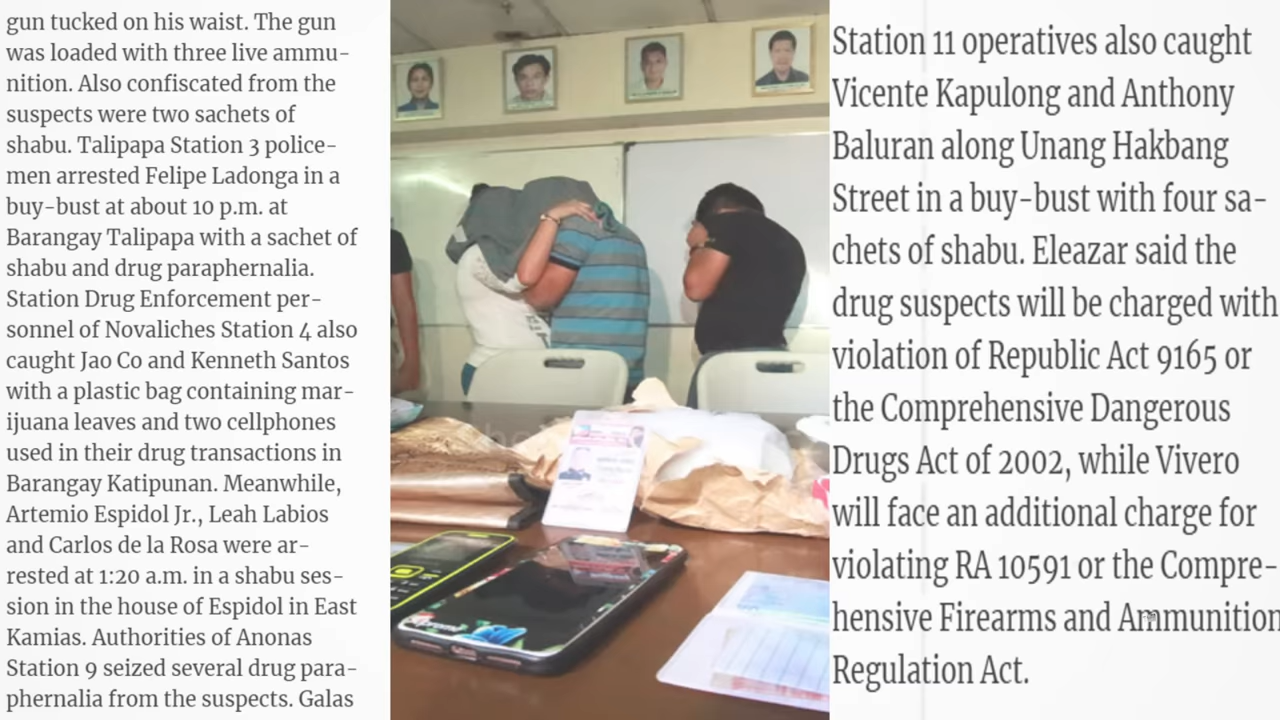 gun tucked on his waist. The gun
was loaded with three live ammu-
nition. Also confiscated from the
suspects were two sachets of
shabu. Talipapa Station 3 police-
men arrested Felipe Ladonga in a
buy-bust at about 10 p.m. at
Barangay Talipapa with a sachet of
shabu and drug paraphernalia.
Station Drug Enforcement per-
sonnel of Novaliches Station 4 also
caught Jao Co and Kenneth Santos
with a plastic bag containing mar-
ijuana leaves and two cellphones
used in their drug transactions in
Barangay Katipunan. Meanwhile,
Artemio Espidol Jr., Leah Labios
and Carlos de la Rosa were ar-
rested at 1:20 a.m. in a shabu ses-
sion in the house of Espidol in East
Kamias. Authorities of Anonas
Station 9 seized several drug para-
phernalia from the suspects. Galas
Station 11 operatives also caught
Vicente Kapulong and Anthony
Baluran along Unang Hakbang
Street in a buy-bust with four sa-
chets of shabu. Eleazar said the
drug suspects will be charged with
violation of Republic Act 9165 or
the Comprehensive Dangerous
Drugs Act of 2002, while Vivero
will face an additional charge for
violating RA 10591 or the Compre-
hensive Firearms and Ammunition
Regulation Act.